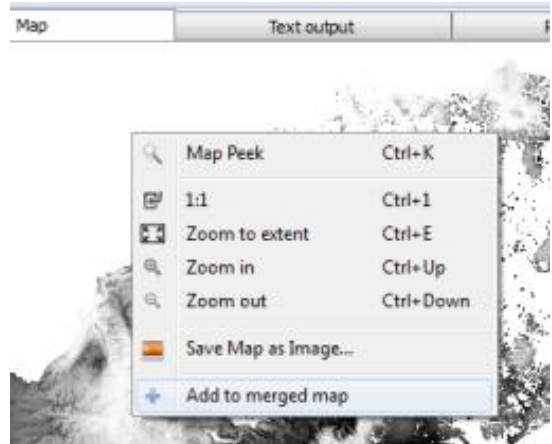 Map Text output
Map Peek Ctrl+K
1:1 Ctrl+1
Zoom to extent Ctrl+E
Zoom in Ctrl+Up
Zoom out Ctrl+Down
Save Map as Image...
Add to merged map